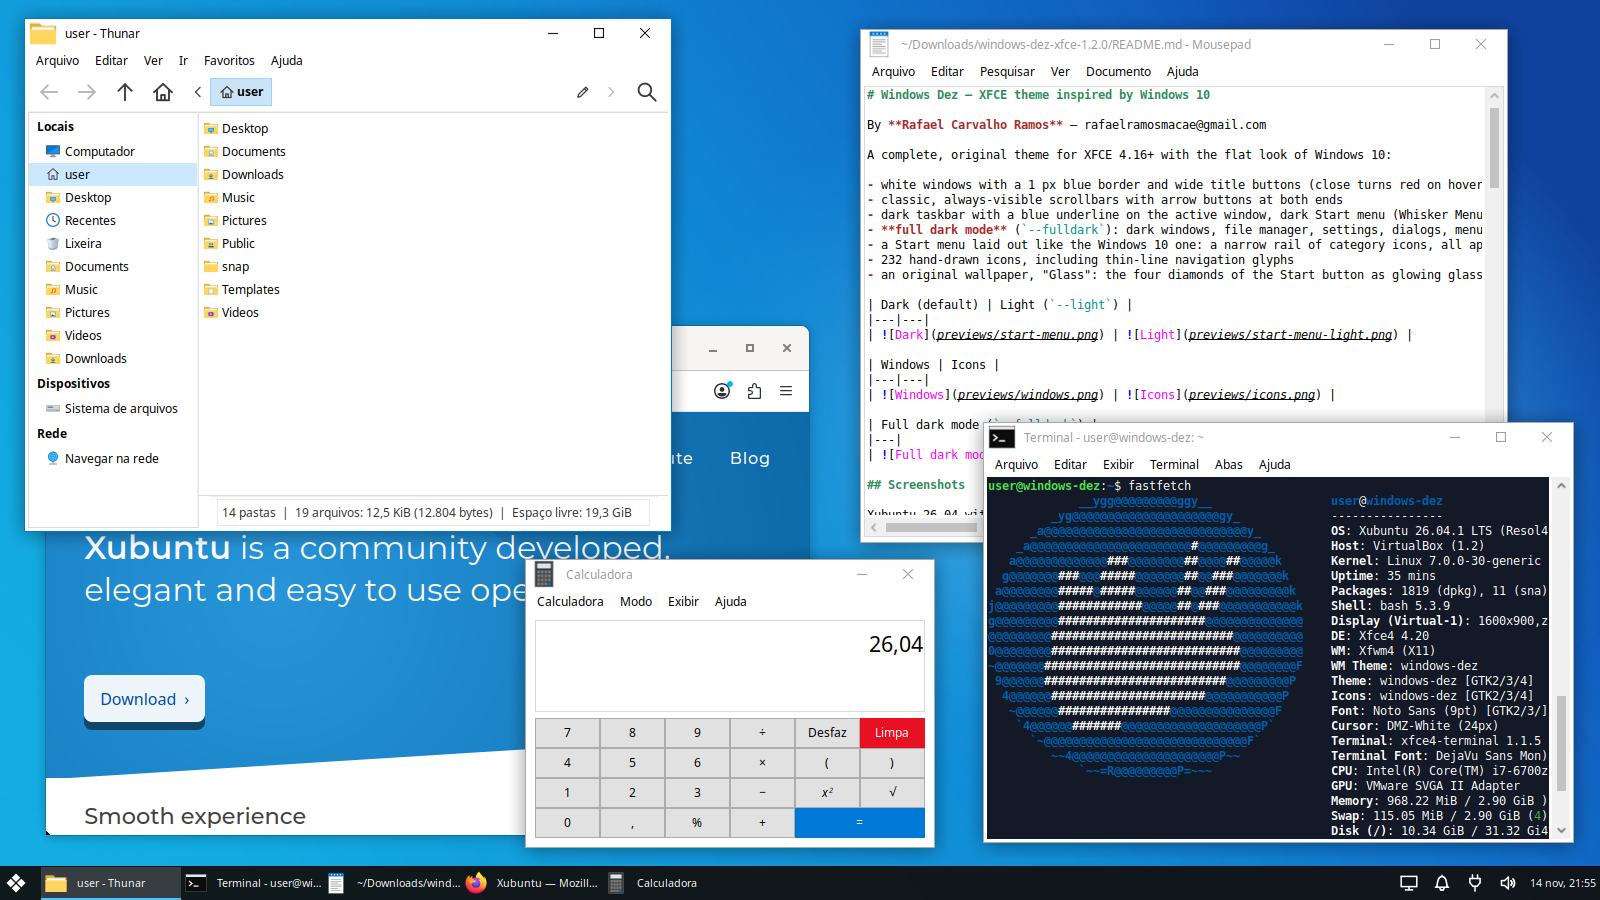 user - Thunar
Arquivo Editar Ver Ir Favoritos Ajuda
user
Locais
Computador
user
Desktop
Recentes
Lixeira
Documents
Music
Pictures
Videos
Downloads
Dispositivos
Sistema de arquivos
Rede
Navegar na rede
Desktop
Documents
Downloads
Music
Pictures
Public
snap
Templates
Videos
14 pastas | 19 arquivos: 12,5 KiB (12.804 bytes) | Espaço livre: 19,3 GiB
~/Downloads/windows-dez-xfce-1.2.0/README.md - Mousepad
Arquivo Editar Pesquisar Ver Documento Ajuda
# Windows Dez — XFCE theme inspired by Windows 10
By **Rafael Carvalho Ramos** — rafaelramosmacae@gmail.com
A complete, original theme for XFCE 4.16+ with the flat look of Windows 10:
- white windows with a 1 px blue border and wide title buttons (close turns red on hover
- classic, always-visible scrollbars with arrow buttons at both ends
- dark taskbar with a blue underline on the active window, dark Start menu (Whisker Menu
- **full dark mode** (`--fulldark`): dark windows, file manager, settings, dialogs, menu
- a Start menu laid out like the Windows 10 one: a narrow rail of category icons, all ap
- 232 hand-drawn icons, including thin-line navigation glyphs
- an original wallpaper, "Glass": the four diamonds of the Start button as glowing glass
| Dark (default) | Light (`--light`) |
|---|---|
| ![Dark](previews/start-menu.png) | ![Light](previews/start-menu-light.png) |
| Windows | Icons |
|---|---|
| ![Windows](previews/windows.png) | ![Icons](previews/icons.png) |
| Full dark mode
|---|
| ![Full dark mod
## Screenshots
Xubuntu 26.04 wit
ute Blog
Xubuntu is a community developed,
elegant and easy to use ope
Download ›
Smooth experience
Calculadora
Calculadora Modo Exibir Ajuda
26,04
7 8 9 ÷ Desfaz Limpa
4 5 6 × ( )
1 2 3 − x² √
0 , % + =
Terminal - user@windows-dez: ~
Arquivo Editar Exibir Terminal Abas Ajuda
user@windows-dez:~$ fastfetch
user@windows-dez
----------------
OS: Xubuntu 26.04.1 LTS (Resol4
Host: VirtualBox (1.2)
Kernel: Linux 7.0.0-30-generic
Uptime: 35 mins
Packages: 1819 (dpkg), 11 (sna)
Shell: bash 5.3.9
Display (Virtual-1): 1600x900,z
DE: Xfce4 4.20
WM: Xfwm4 (X11)
WM Theme: windows-dez
Theme: windows-dez [GTK2/3/4]
Icons: windows-dez [GTK2/3/4]
Font: Noto Sans (9pt) [GTK2/3/]
Cursor: DMZ-White (24px)
Terminal: xfce4-terminal 1.1.5
Terminal Font: DejaVu Sans Mon)
CPU: Intel(R) Core(TM) i7-6700z
GPU: VMware SVGA II Adapter
Memory: 968.22 MiB / 2.90 GiB )
Swap: 115.05 MiB / 2.90 GiB (4)
Disk (/): 10.34 GiB / 31.32 Gi4
user - Thunar
Terminal - user@wi...
~/Downloads/wind...
Xubuntu — Mozill...
Calculadora
14 nov, 21:55